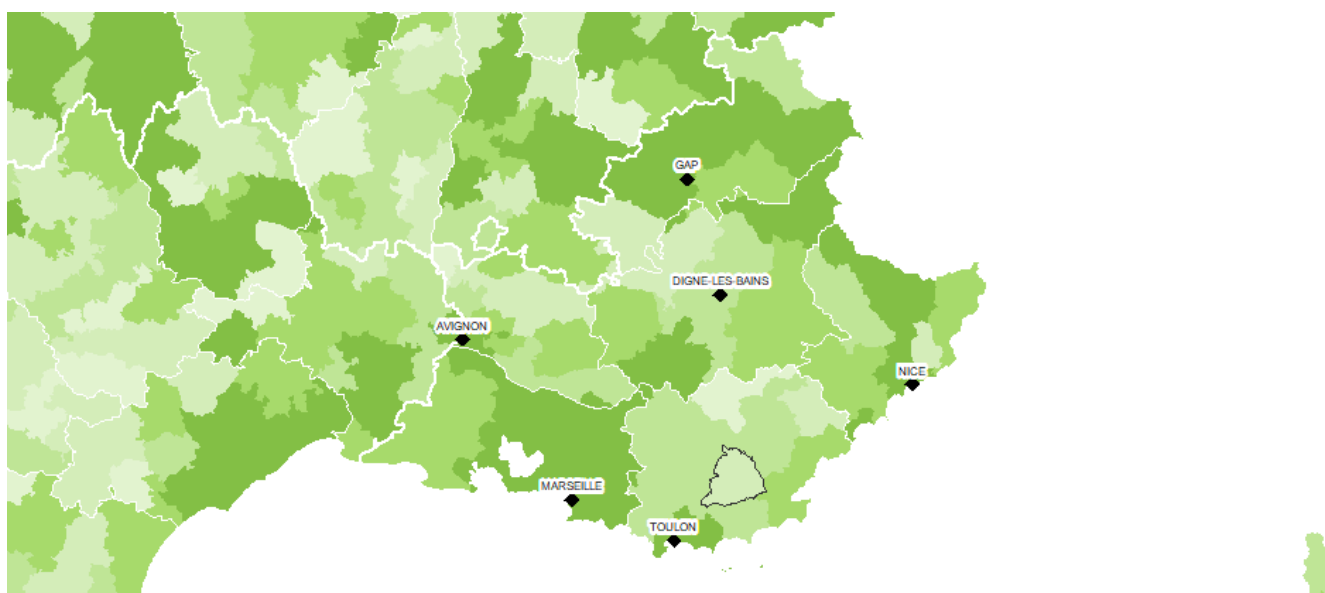 GAP
DIGNE-LES-BAINS
AVIGNON
NICE
MARSEILLE
TOULON